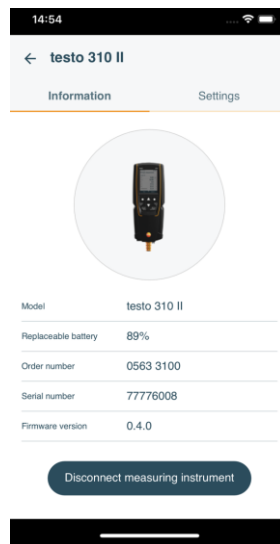 14:54
testo 310 II
Information
Settings
Model testo 310 II
Replaceable battery 89%
Order number 0563 3100
Serial number 77776008
Firmware version 0.4.0
Disconnect measuring instrument